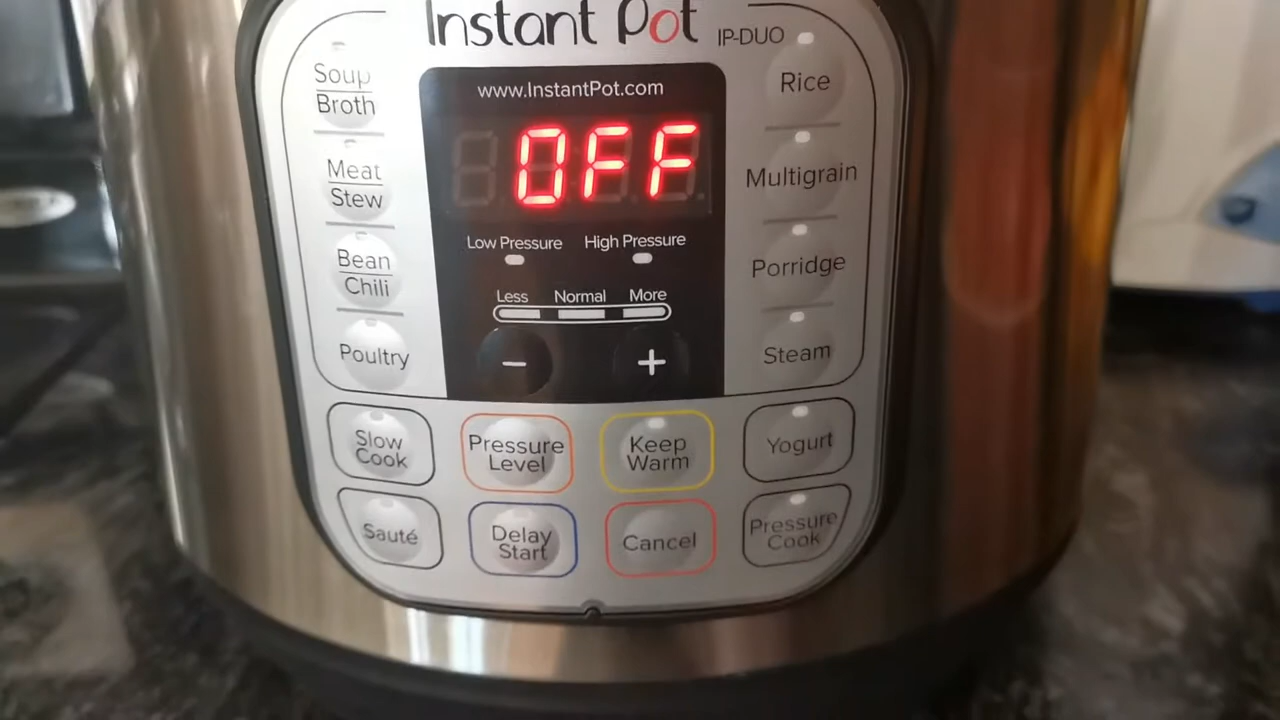 Instant Pot IP-DUO
www.InstantPot.com
OFF
Low Pressure High Pressure
Less Normal More
− +
Soup
Broth
Meat
Stew
Bean
Chili
Poultry
Rice
Multigrain
Porridge
Steam
Slow
Cook
Pressure
Level
Keep
Warm
Yogurt
Sauté
Delay
Start
Cancel
Pressure
Cook